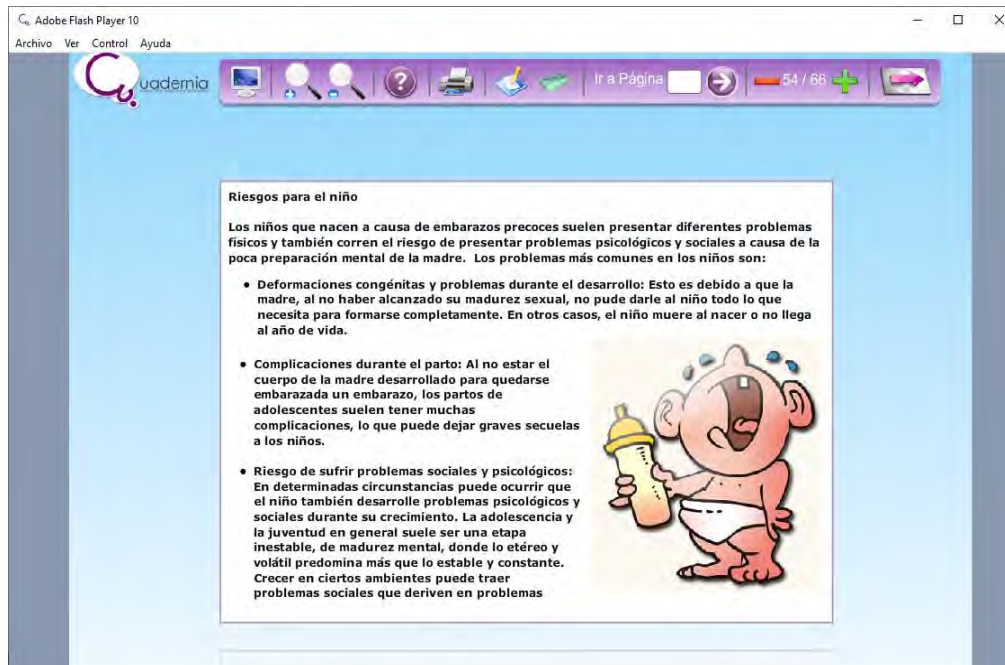 Adobe Flash Player 10
Archivo Ver Control Ayuda
Cuadernia
Ir a Página
54 / 66
Riesgos para el niño
Los niños que nacen a causa de embarazos precoces suelen presentar diferentes problemas
físicos y también corren el riesgo de presentar problemas psicológicos y sociales a causa de la
poca preparación mental de la madre. Los problemas más comunes en los niños son:
• Deformaciones congénitas y problemas durante el desarrollo: Esto es debido a que la
madre, al no haber alcanzado su madurez sexual, no pude darle al niño todo lo que
necesita para formarse completamente. En otros casos, el niño muere al nacer o no llega
al año de vida.
• Complicaciones durante el parto: Al no estar el
cuerpo de la madre desarrollado para quedarse
embarazada un embarazo, los partos de
adolescentes suelen tener muchas
complicaciones, lo que puede dejar graves secuelas
a los niños.
• Riesgo de sufrir problemas sociales y psicológicos:
En determinadas circunstancias puede ocurrir que
el niño también desarrolle problemas psicológicos y
sociales durante su crecimiento. La adolescencia y
la juventud en general suele ser una etapa
inestable, de madurez mental, donde lo etéreo y
volátil predomina más que lo estable y constante.
Crecer en ciertos ambientes puede traer
problemas sociales que deriven en problemas